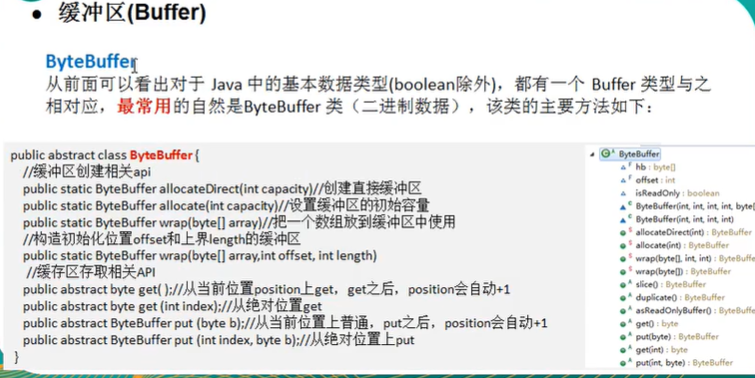 ● 缓冲区(Buffer)
ByteBuffer
从前面可以看出对于 Java 中的基本数据类型(boolean除外)，都有一个 Buffer 类型与之
相对应，最常用的自然是ByteBuffer 类（二进制数据），该类的主要方法如下：
public abstract class ByteBuffer {
//缓冲区创建相关api
public static ByteBuffer allocateDirect(int capacity)//创建直接缓冲区
public static ByteBuffer allocate(int capacity)//设置缓冲区的初始容量
public static ByteBuffer wrap(byte[] array)//把一个数组放到缓冲区中使用
//构造初始化位置offset和上界length的缓冲区
public static ByteBuffer wrap(byte[] array,int offset, int length)
//缓存区存取相关API
public abstract byte get( );//从当前位置position上get，get之后，position会自动+1
public abstract byte get (int index);//从绝对位置get
public abstract ByteBuffer put (byte b);//从当前位置上普通，put之后，position会自动+1
public abstract ByteBuffer put (int index, byte b);//从绝对位置上put
}
ByteBuffer
hb : byte[]
offset : int
isReadOnly : boolean
ByteBuffer(int, int, int, int, byte[
ByteBuffer(int, int, int, int)
allocateDirect(int) : ByteBuffer
allocate(int) : ByteBuffer
wrap(byte[], int, int) : ByteBuffe
wrap(byte[]) : ByteBuffer
slice() : ByteBuffer
duplicate() : ByteBuffer
asReadOnlyBuffer() : ByteBuffe
get() : byte
put(byte) : ByteBuffer
get(int) : byte
put(int, byte) : ByteBuffer